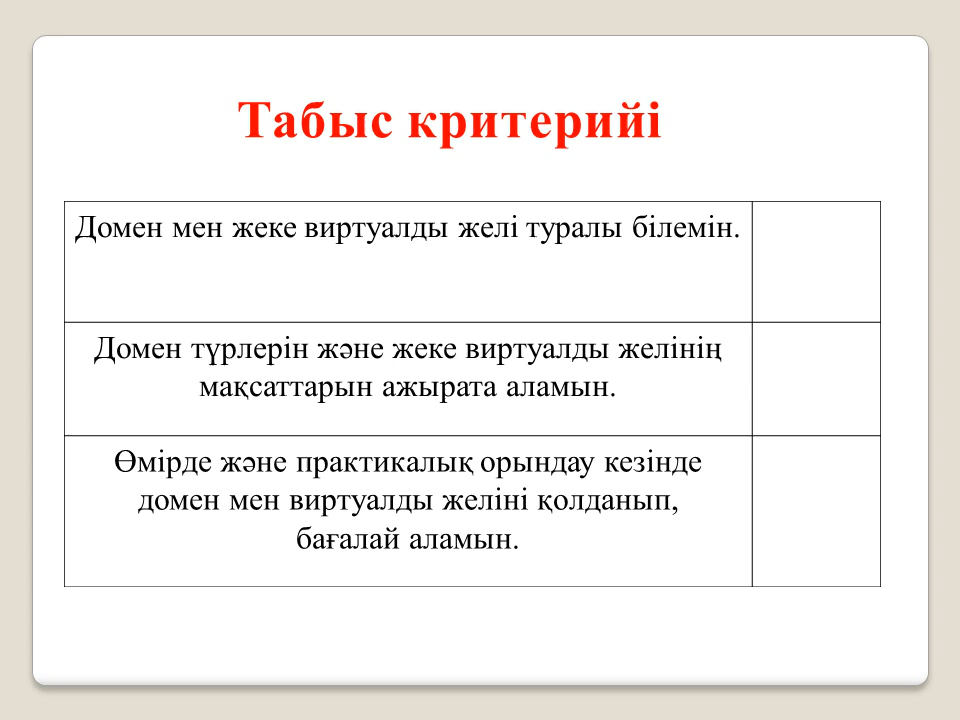 Табыс критерийі
Домен мен жеке виртуалды желі туралы білемін.
Домен түрлерін және жеке виртуалды желінің
мақсаттарын ажырата аламын.
Өмірде және практикалық орындау кезінде
домен мен виртуалды желіні қолданып,
бағалай аламын.